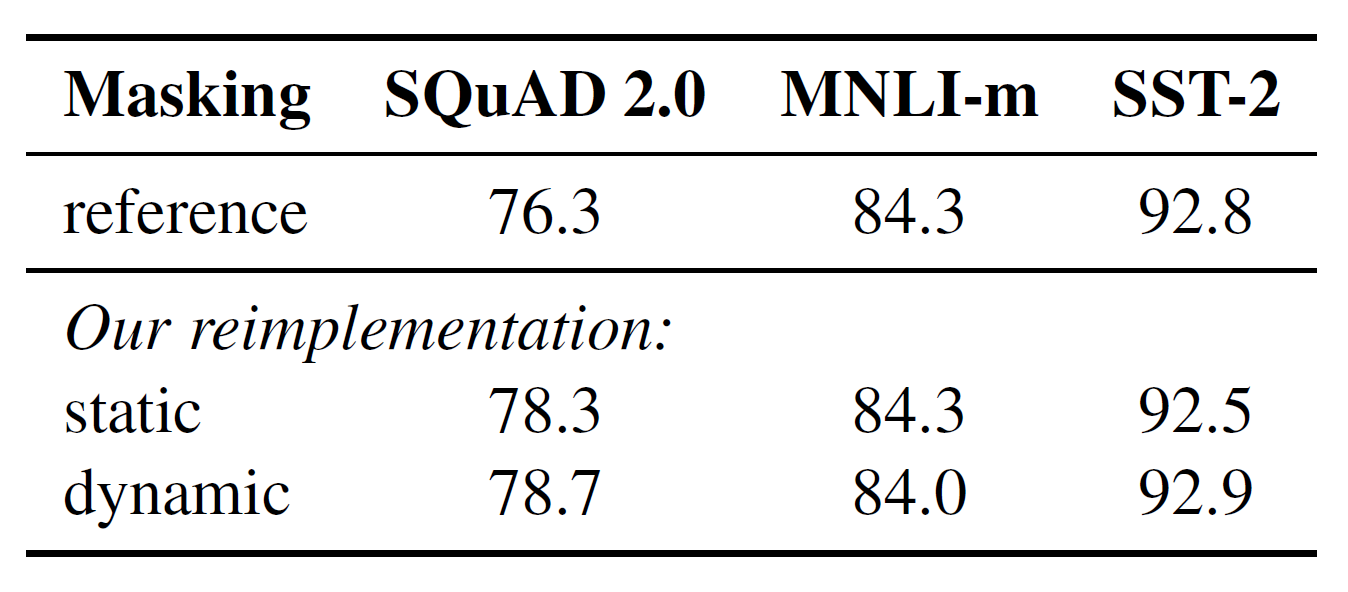 Masking SQuAD 2.0 MNLI-m SST-2
reference 76.3 84.3 92.8
Our reimplementation:
static 78.3 84.3 92.5
dynamic 78.7 84.0 92.9